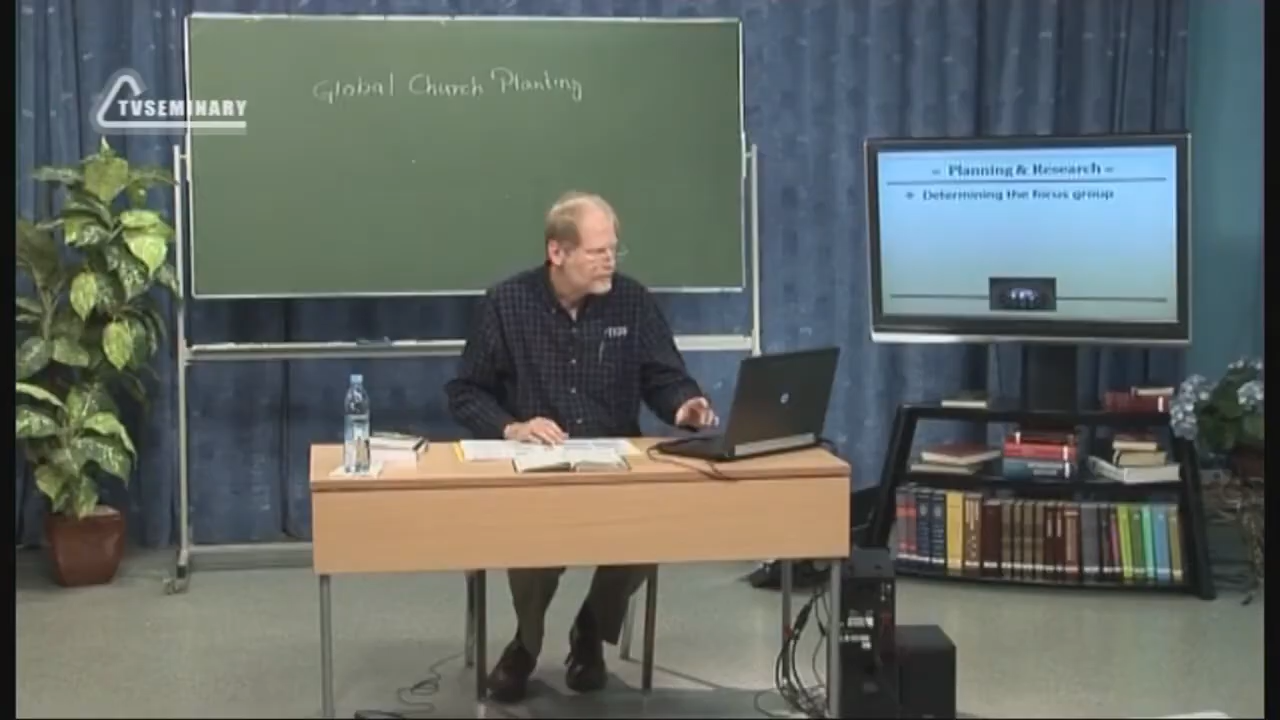 TVSEMINARY
Global Church Planting
– Planning & Research –
Determining the focus group